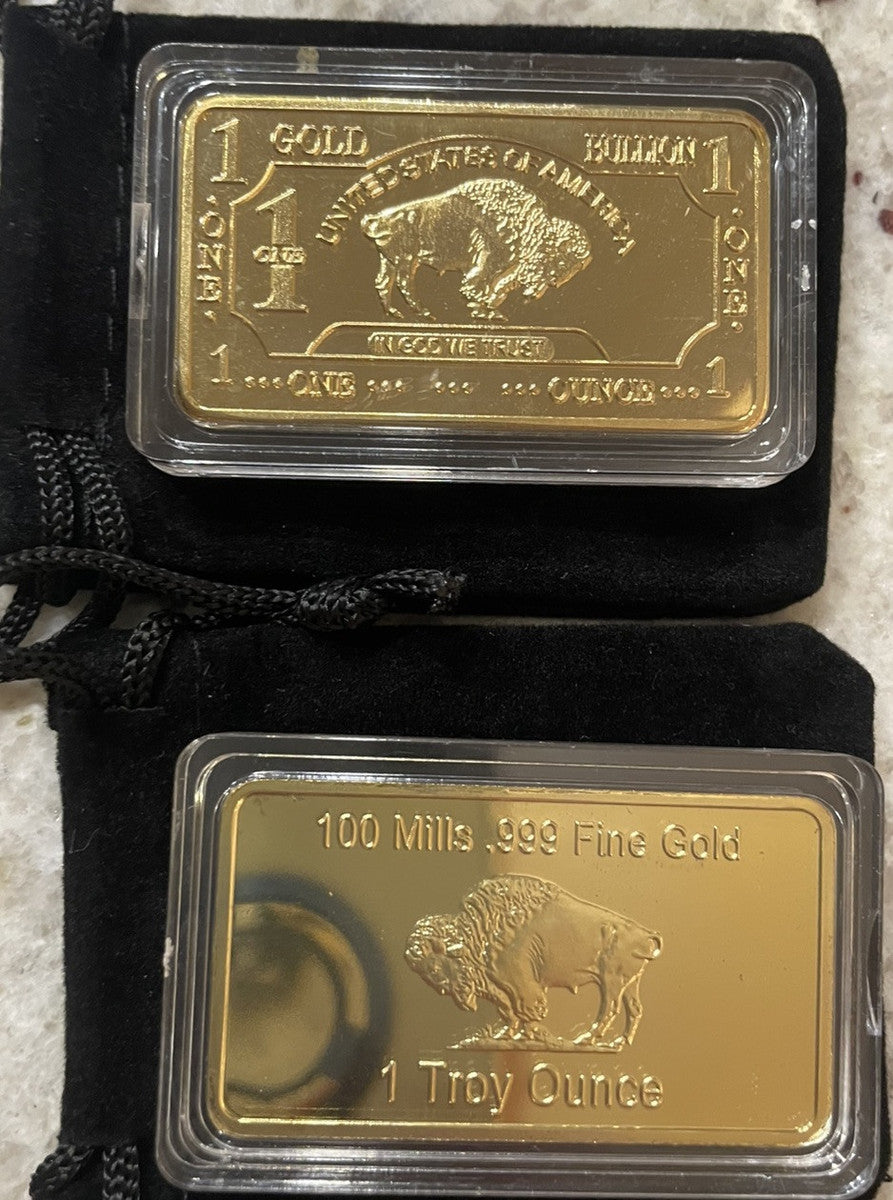 1 GOLD BULLION 1
UNITED STATES OF AMERICA
· ONE · 1 ONE · ONE ·
IN GOD WE TRUST
1 ••• ONE ••• ••• ••• OUNCE ••• 1
100 Mills .999 Fine Gold
1 Troy Ounce